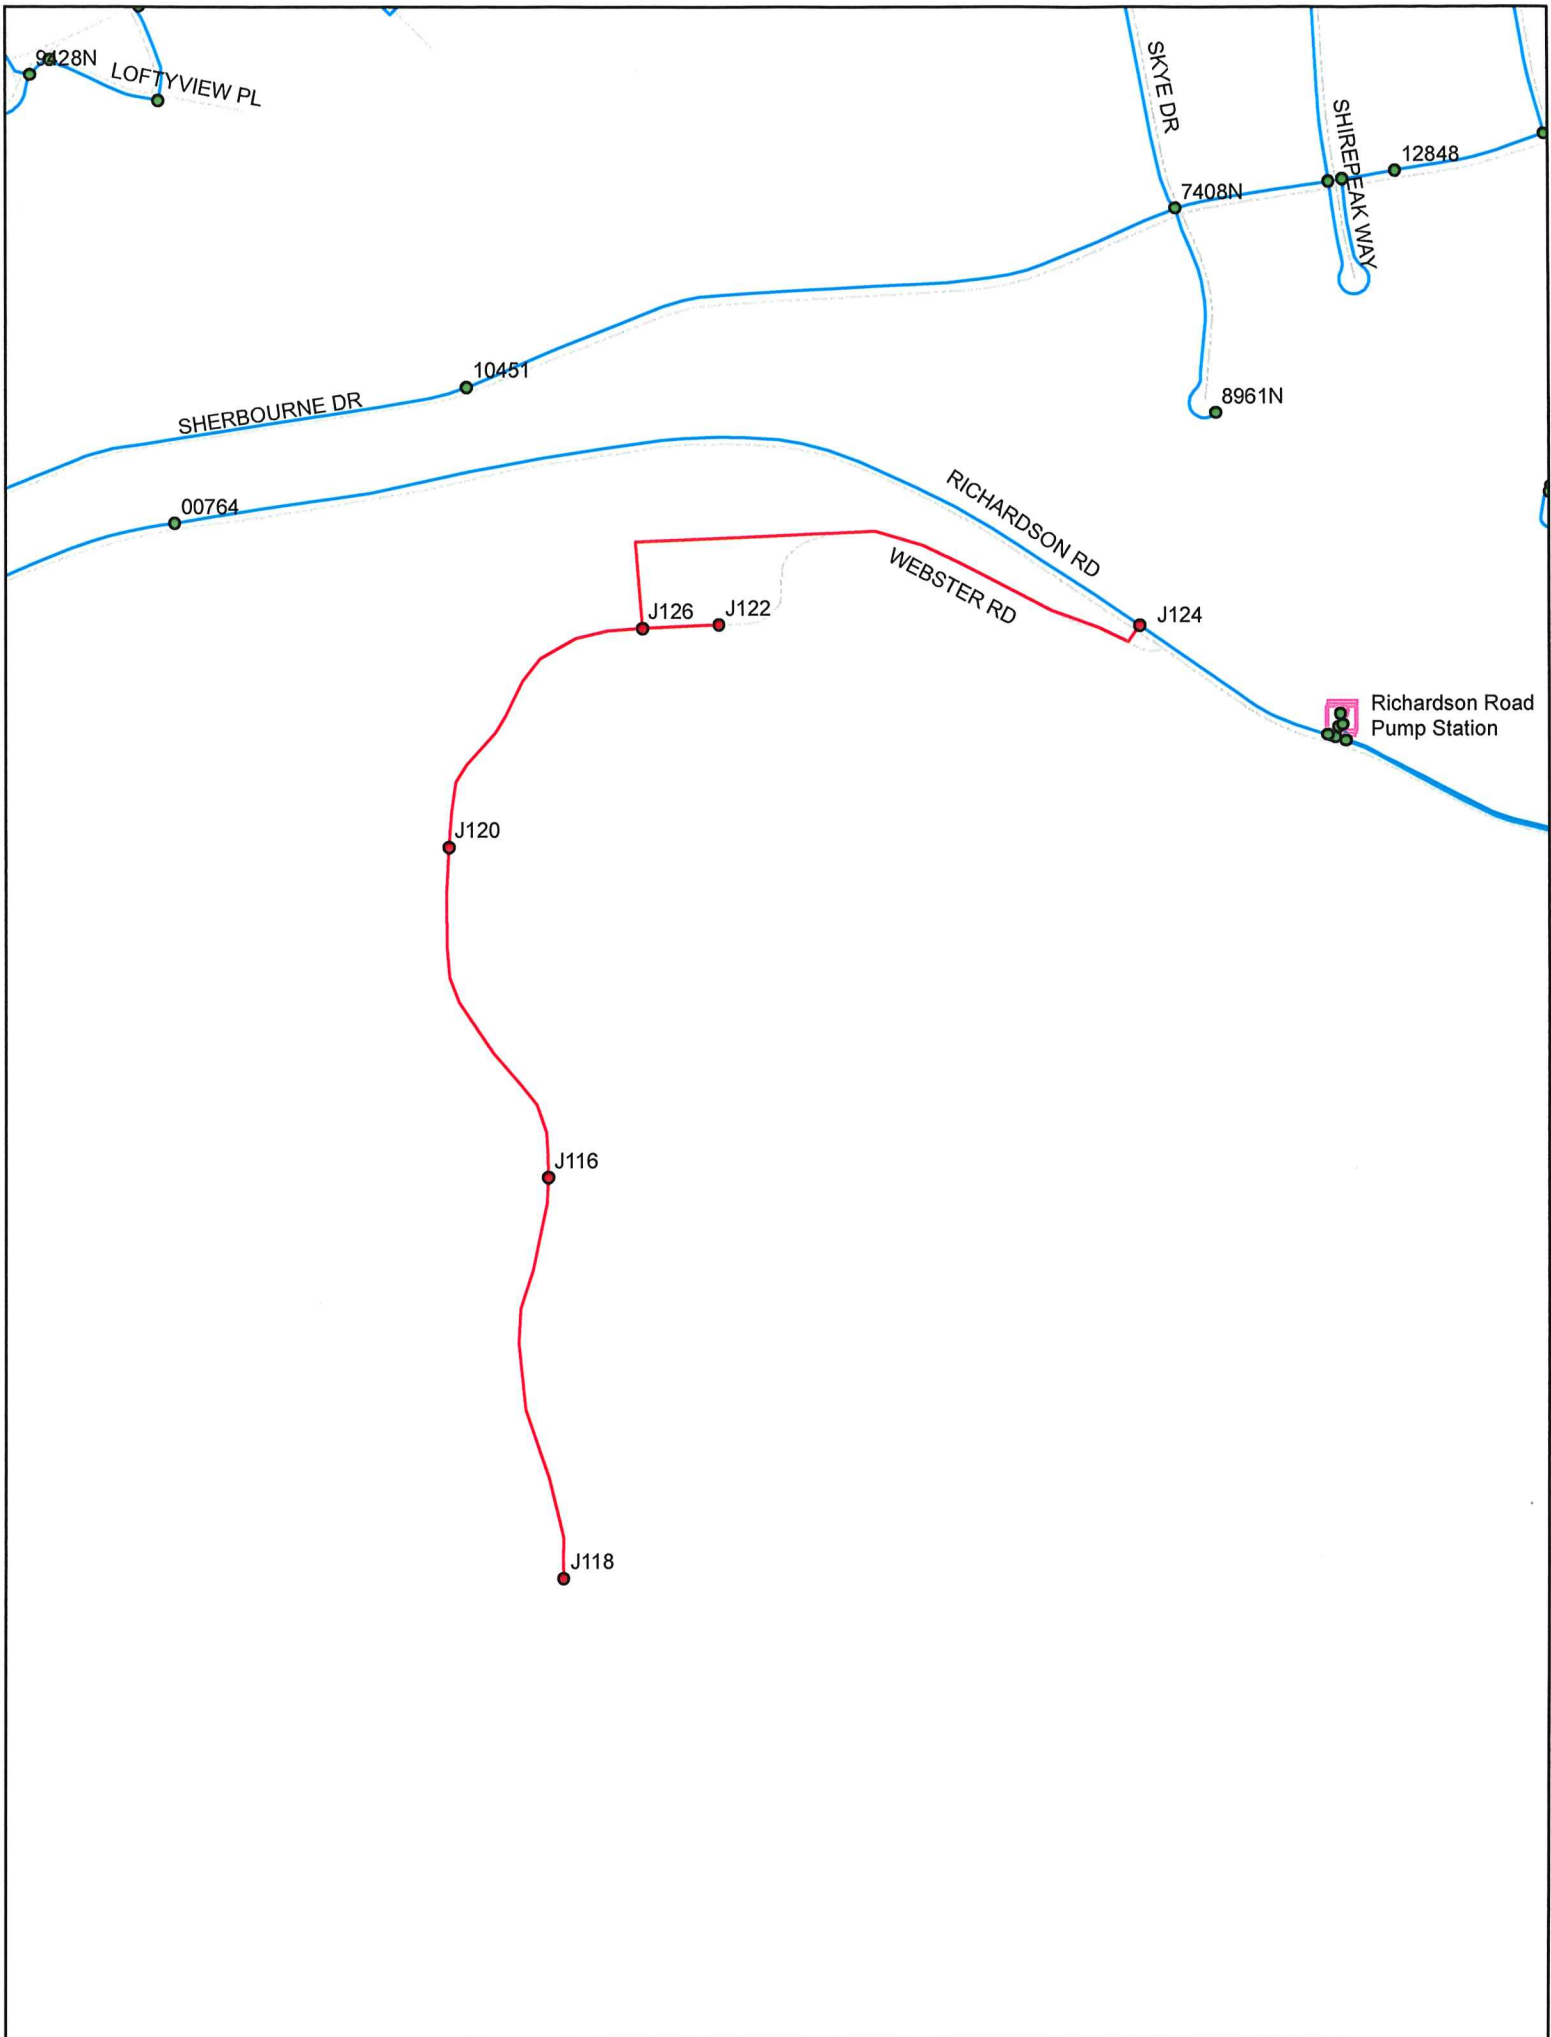 9428N
LOFTYVIEW PL
SKYE DR
SHIREPEAK WAY
12848
7408N
10451
8961N
SHERBOURNE DR
00764
RICHARDSON RD
WEBSTER RD
J126
J122
J124
Richardson Road
Pump Station
J120
J116
J118